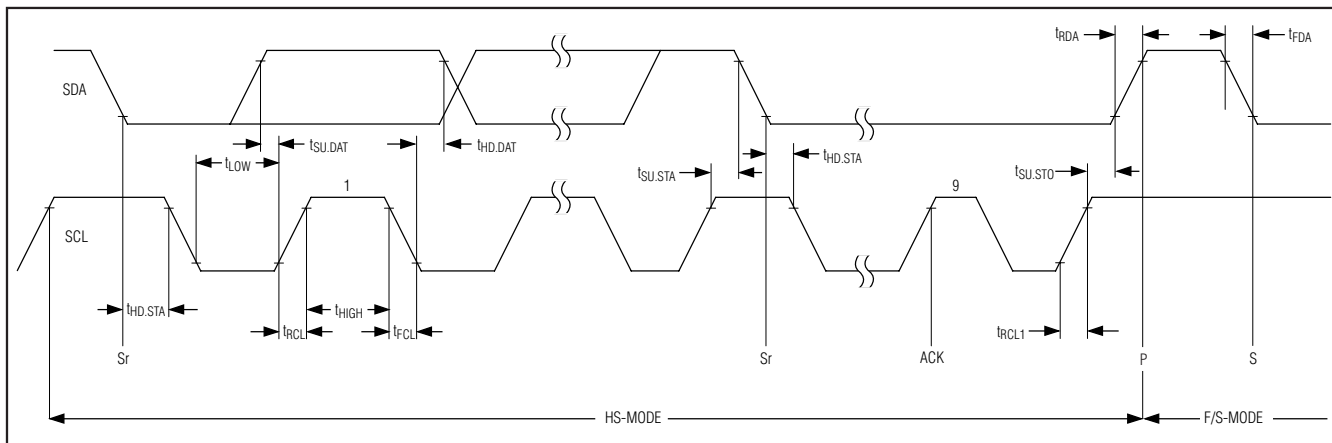 tRDA
tFDA
SDA
tSU.DAT
tHD.DAT
tLOW
tHD.STA
tSU.STA
tSU.STO
1
9
SCL
tHD.STA
tRCL
tHIGH
tFCL
tRCL1
Sr
Sr
ACK
P
S
HS-MODE
F/S-MODE